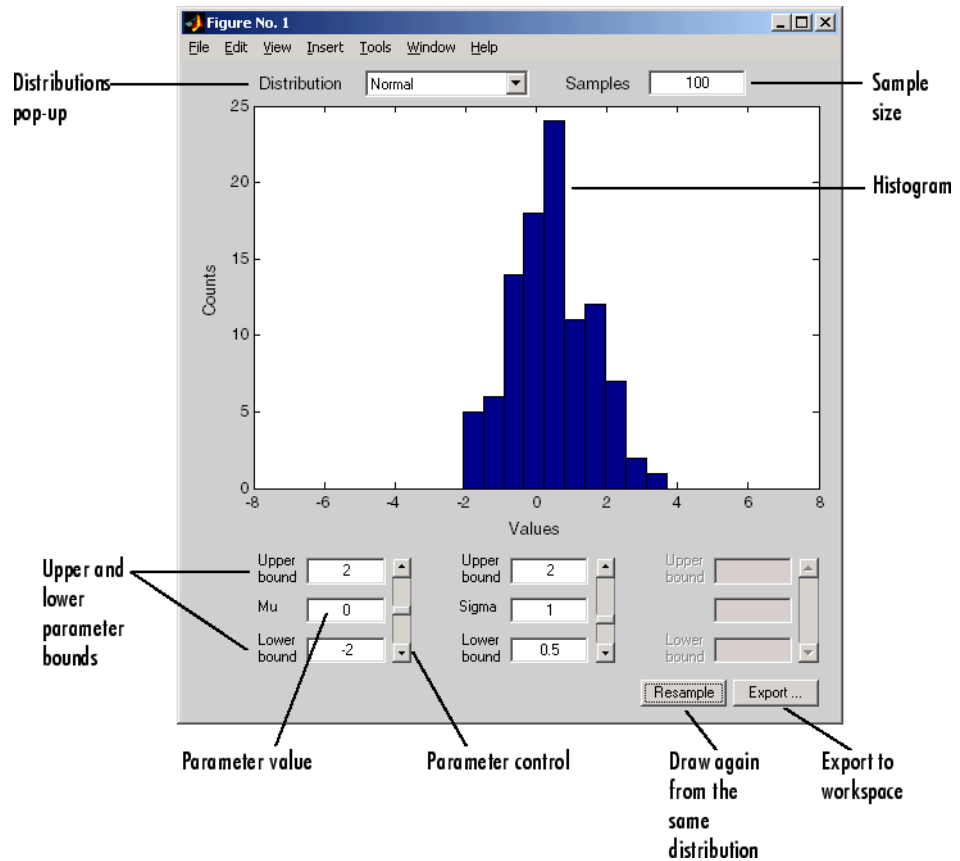 Figure No. 1
File Edit View Insert Tools Window Help
Distributions
pop-up
Distribution Normal Samples 100
Sample
size
Histogram
25
20
15
10
5
0
Counts
-8 -6 -4 -2 0 2 4 6 8
Values
Upper and
lower
parameter
bounds
Upper
bound 2
Mu 0
Lower
bound -2
Upper
bound 2
Sigma 1
Lower
bound 0.5
Upper
bound
Lower
bound
Resample Export ...
Parameter value
Parameter control
Draw again
from the
same
distribution
Export to
workspace